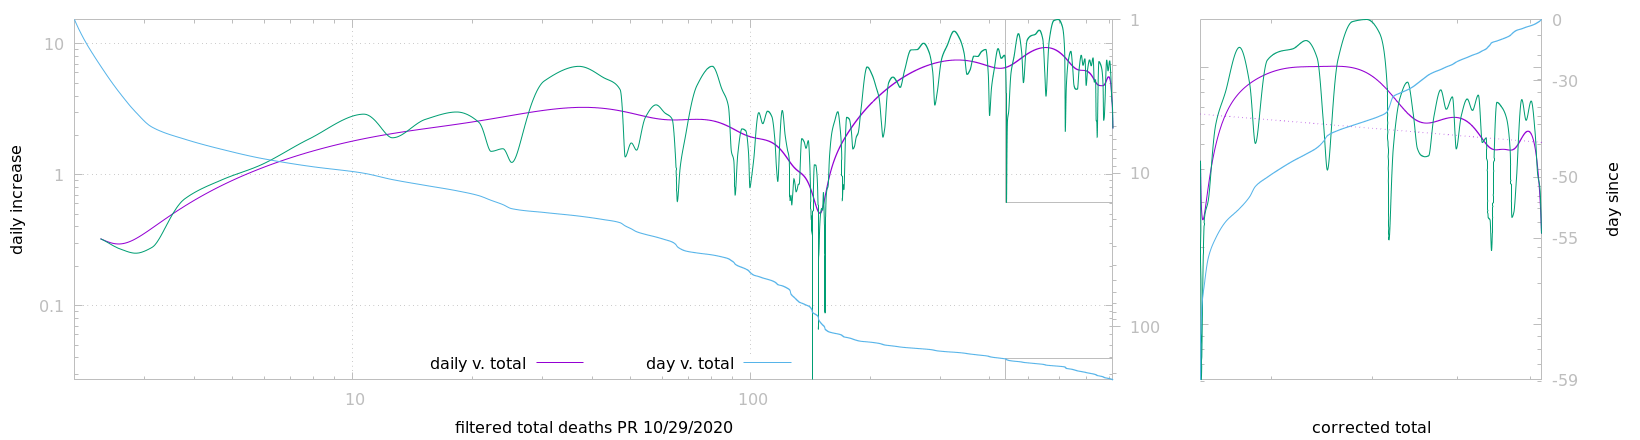 10
1
0.1
daily increase
daily v. total
day v. total
10
100
filtered total deaths PR 10/29/2020
1
10
100
0
-30
-50
-55
-59
day since
corrected total